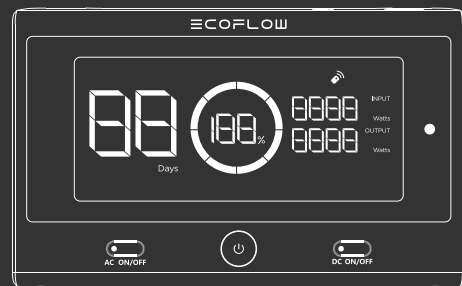 ECOFLOW
88
Days
188%
8888
INPUT
Watts
8888
OUTPUT
Watts
AC ON/OFF
DC ON/OFF